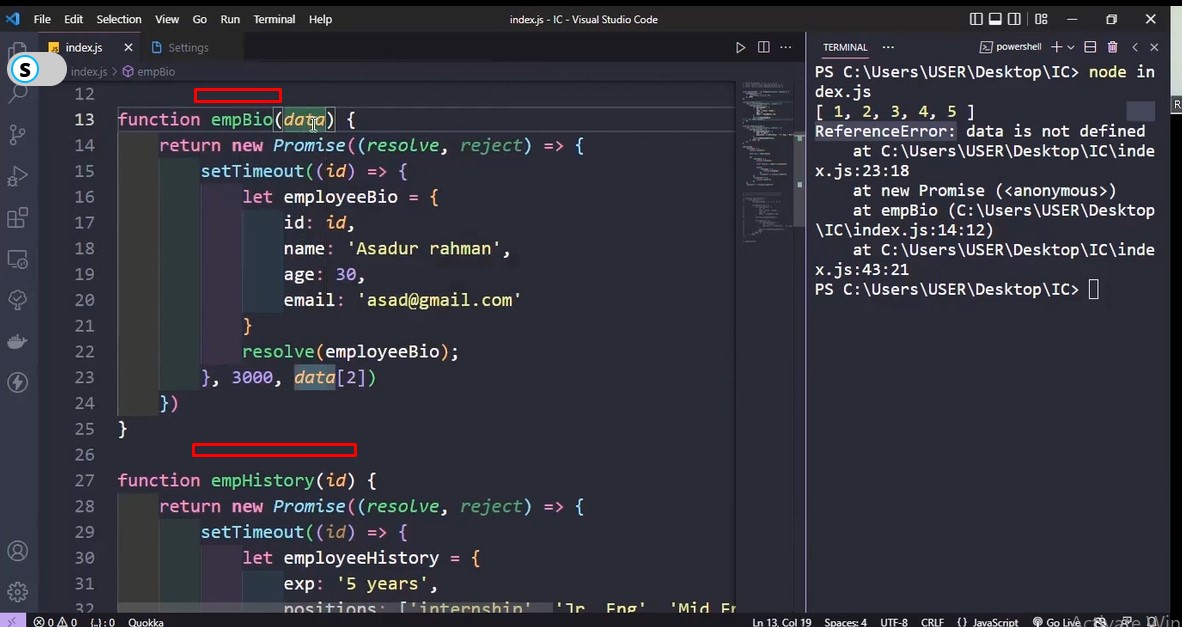 File Edit Selection View Go Run Terminal Help
index.js - IC - Visual Studio Code
index.js
Settings
TERMINAL
powershell
S
index.js > empBio
12
13 function empBio(data) {
14 return new Promise((resolve, reject) => {
15 setTimeout((id) => {
16 let employeeBio = {
17 id: id,
18 name: 'Asadur rahman',
19 age: 30,
20 email: 'asad@gmail.com'
21 }
22 resolve(employeeBio);
23 }, 3000, data[2])
24 })
25 }
26
27 function empHistory(id) {
28 return new Promise((resolve, reject) => {
29 setTimeout((id) => {
30 let employeeHistory = {
31 exp: '5 years',
32 positions: ['internship', 'Jr. Eng', 'Mid En
PS C:\Users\USER\Desktop\IC> node in
dex.js
[ 1, 2, 3, 4, 5 ]
ReferenceError: data is not defined
at C:\Users\USER\Desktop\IC\inde
x.js:23:18
at new Promise (<anonymous>)
at empBio (C:\Users\USER\Desktop
\IC\index.js:14:12)
at C:\Users\USER\Desktop\IC\inde
x.js:43:21
PS C:\Users\USER\Desktop\IC>
R
0 0 {..}: 0 Quokka
Ln 13, Col 19 Spaces: 4 UTF-8 CRLF {} JavaScript Go Live
Activate Win